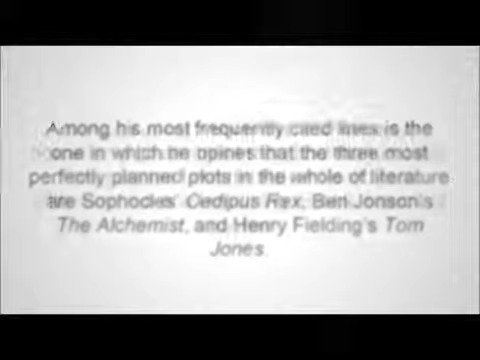 Among his most frequently cited lines is the
one in which he opines that the three most
perfectly planned plots in the whole of literature
are Sophocles' Oedipus Rex, Ben Jonson's
The Alchemist, and Henry Fielding's Tom
Jones.